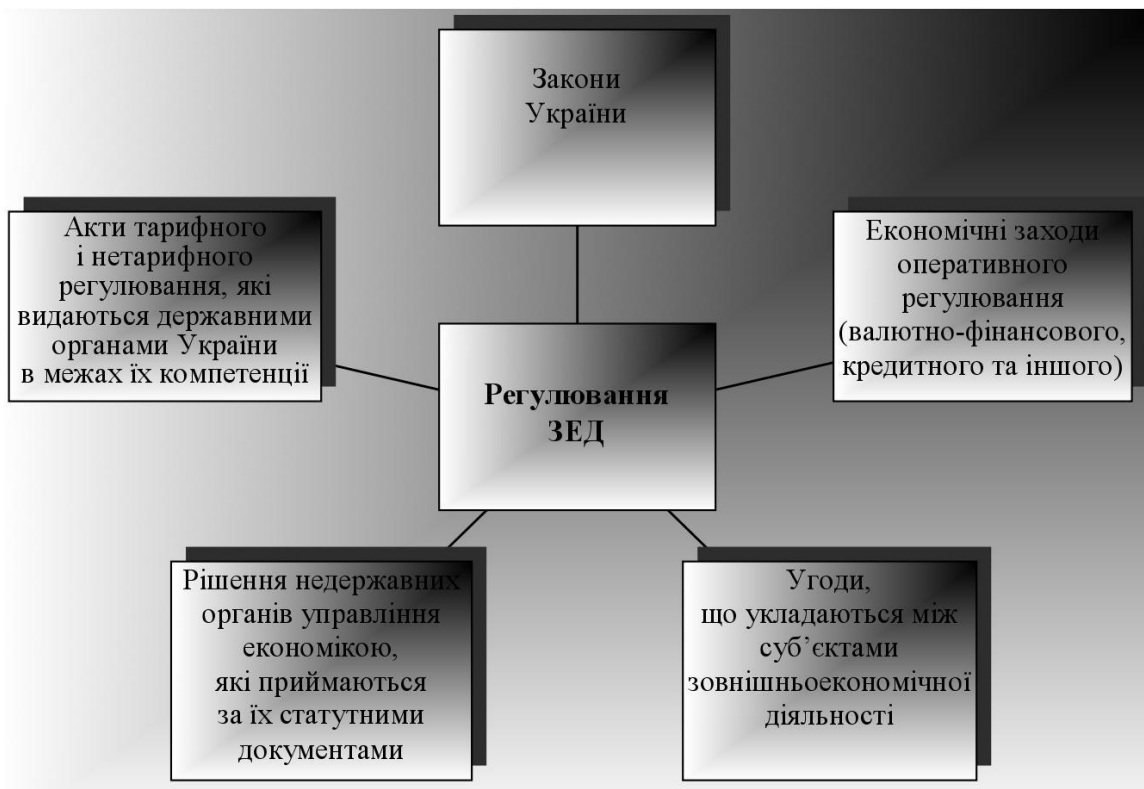 Закони
України
Акти тарифного
і нетарифного
регулювання, які
видаються державними
органами України
в межах їх компетенції
Економічні заходи
оперативного
регулювання
(валютно-фінансового,
кредитного та іншого)
Регулювання
ЗЕД
Рішення недержавних
органів управління
економікою,
які приймаються
за їх статутними
документами
Угоди,
що укладаються між
суб’єктами
зовнішньоекономічної
діяльності